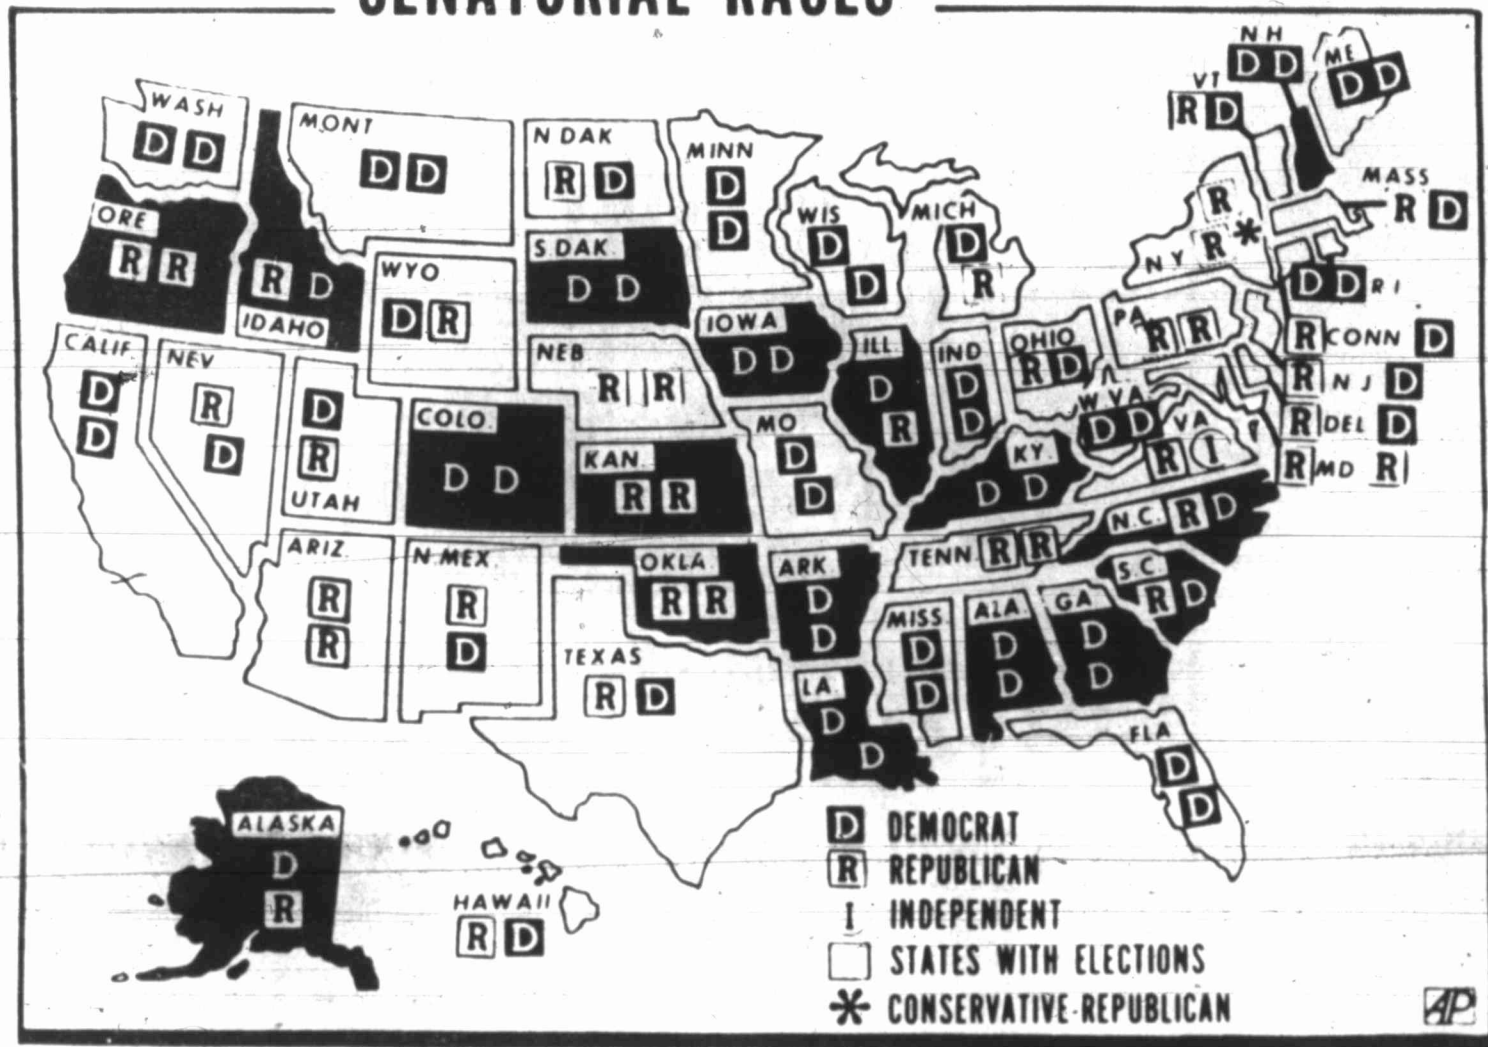 SENATORIAL RACES
NH
D D
ME
D D
VT
R D
WASH
D D
MONT
D D
N DAK
R D
MINN
D
D
WIS
D
D
MICH
D
R
R
N Y R *
MASS
R D
ORE
R R
IDAHO
R D
WYO
D R
S.DAK.
D D
IOWA
D D
D D R I
R CONN D
R N J D
R DEL D
R MD R
CALIF.
D
D
NEV
R
D
UTAH
D
R
COLO.
D D
NEB
R R
KAN.
R R
MO
D
D
ILL.
D
R
IND
D
D
OHIO
R D
PA.
R R
W VA
D D
VA
R I
KY.
D D
N.C. R D
TENN R R
S.C.
R D
ARIZ.
R
R
N.MEX.
R
D
OKLA.
R R
ARK.
D
D
MISS.
D
D
ALA.
D
D
GA.
D
D
TEXAS
R D
LA.
D
D
FLA
D
D
ALASKA
D
R
HAWAII
R D
D DEMOCRAT
R REPUBLICAN
I INDEPENDENT
STATES WITH ELECTIONS
* CONSERVATIVE-REPUBLICAN
AP